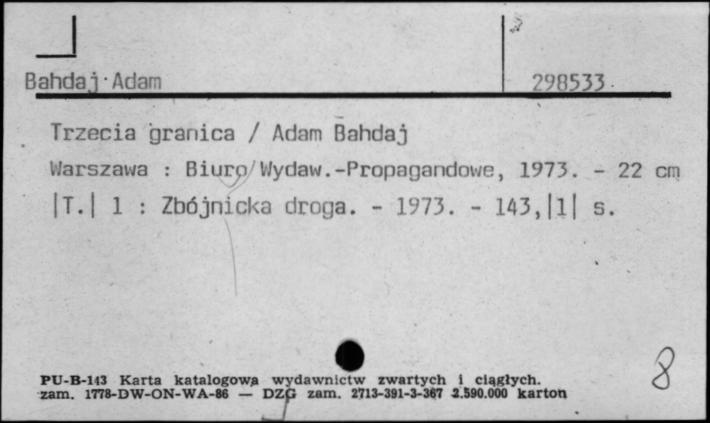 Bahdaj Adam 298533
Trzecia granica / Adam Bahdaj
Warszawa : Biuro Wydaw.-Propagandowe, 1973. - 22 cm
|T.| 1 : Zbójnicka droga. - 1973. - 143,|1| s.
8
PU-B-143 Karta katalogowa wydawnictw zwartych i ciągłych.
zam. 1778-DW-ON-WA-86 — DZG zam. 2713-391-3-367 2.590.000 karton